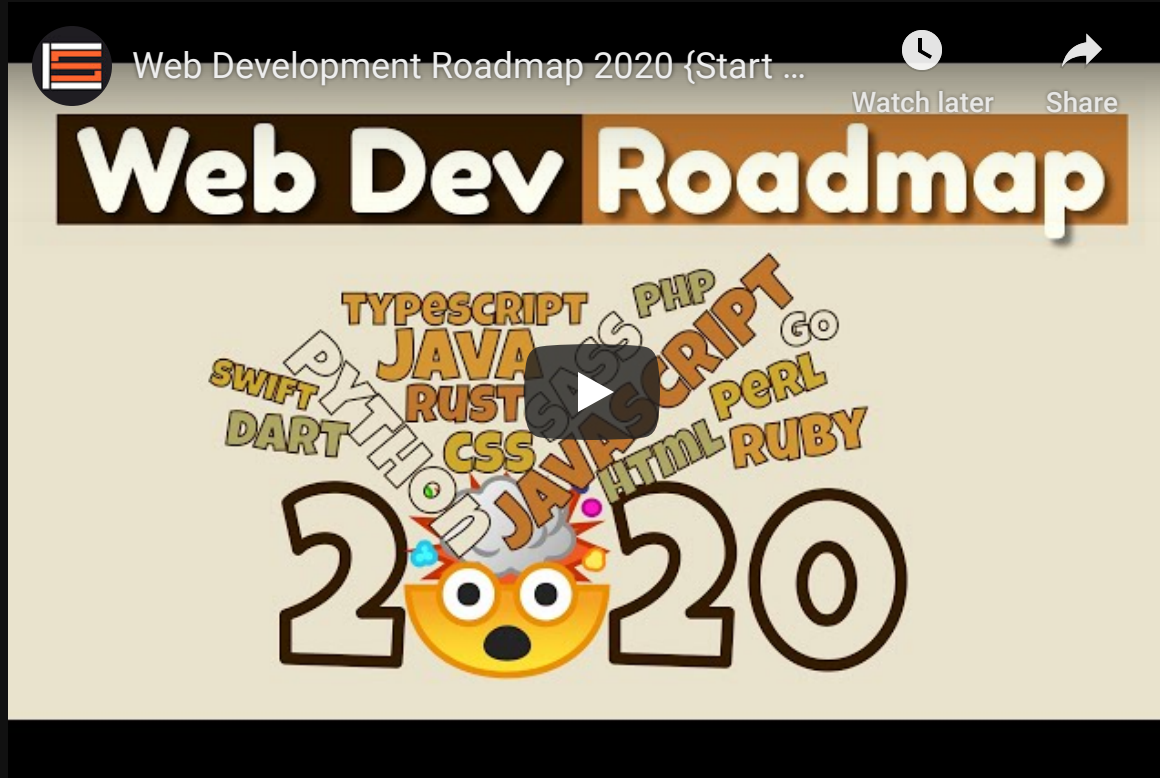 Web Development Roadmap 2020 {Start ...
Watch later
Share
Web Dev Roadmap
TYPeSCRIPT
PHP
JAVA
GO
SASS
JAVASCRIPT
PYTHOn
SWIFT
RUST
PeRL
DART
CSS
HTmL
RuBY
2020